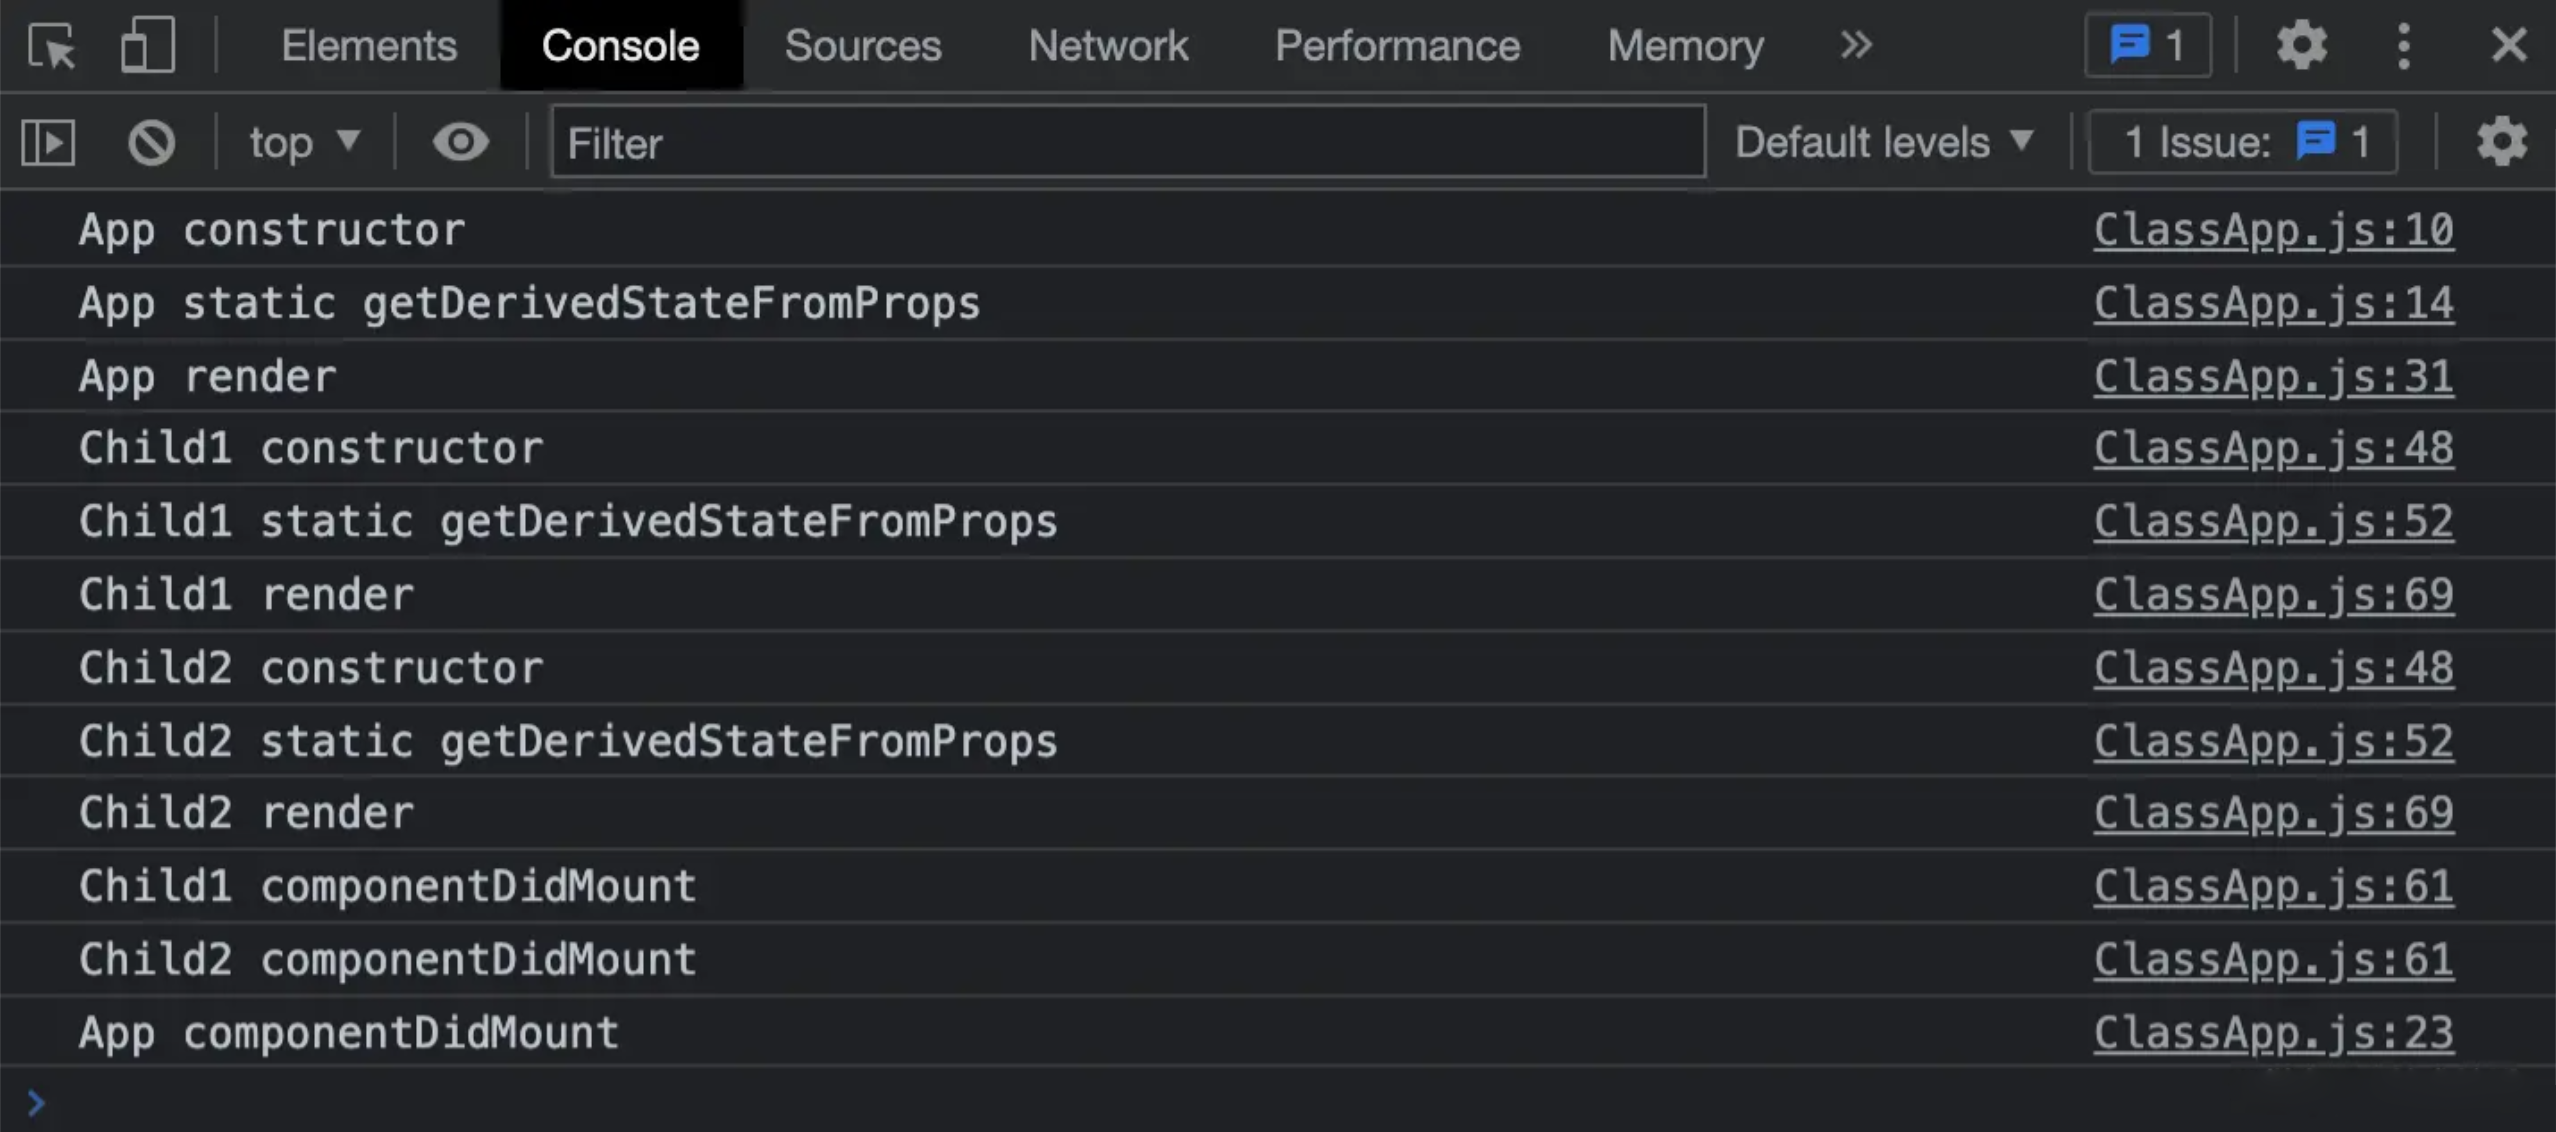 Elements Console Sources Network Performance Memory » 1
top ▼ Filter Default levels ▼ 1 Issue: 1
App constructor ClassApp.js:10
App static getDerivedStateFromProps ClassApp.js:14
App render ClassApp.js:31
Child1 constructor ClassApp.js:48
Child1 static getDerivedStateFromProps ClassApp.js:52
Child1 render ClassApp.js:69
Child2 constructor ClassApp.js:48
Child2 static getDerivedStateFromProps ClassApp.js:52
Child2 render ClassApp.js:69
Child1 componentDidMount ClassApp.js:61
Child2 componentDidMount ClassApp.js:61
App componentDidMount ClassApp.js:23